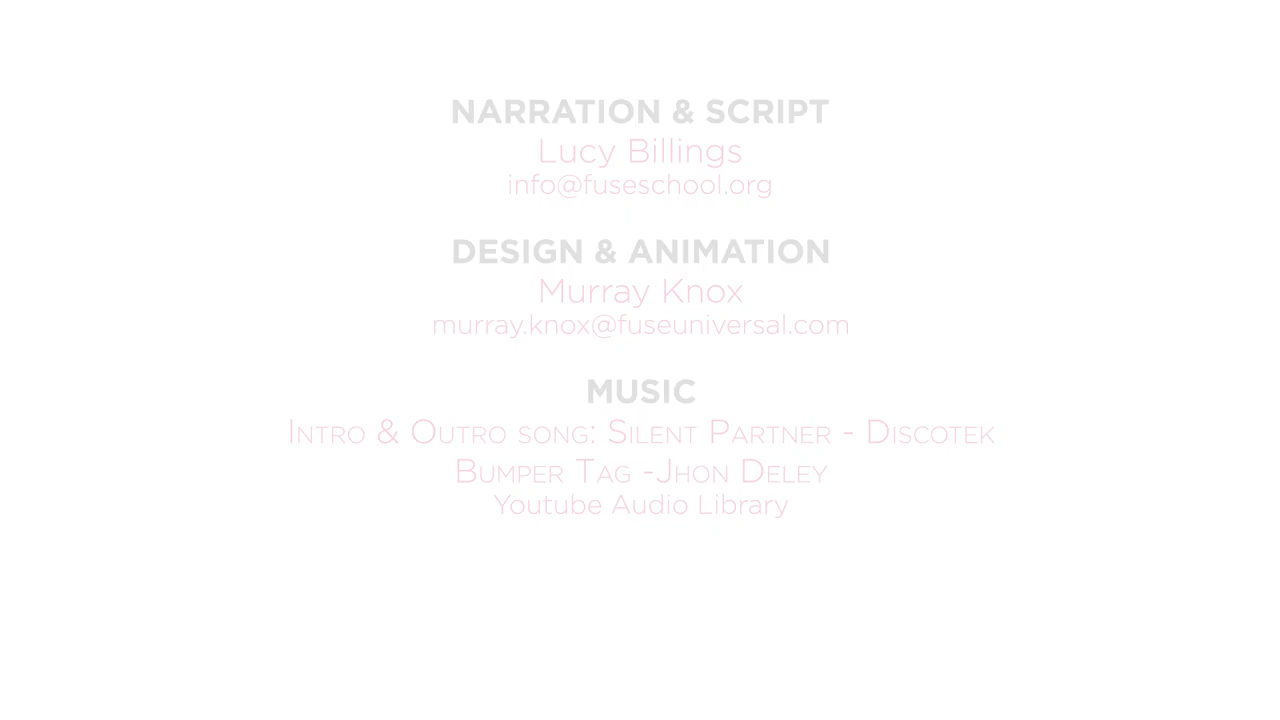 NARRATION & SCRIPT
Lucy Billings
info@fuseschool.org
DESIGN & ANIMATION
Murray Knox
murray.knox@fuseuniversal.com
MUSIC
Intro & Outro song: Silent Partner - Discotek
Bumper Tag -Jhon Deley
Youtube Audio Library